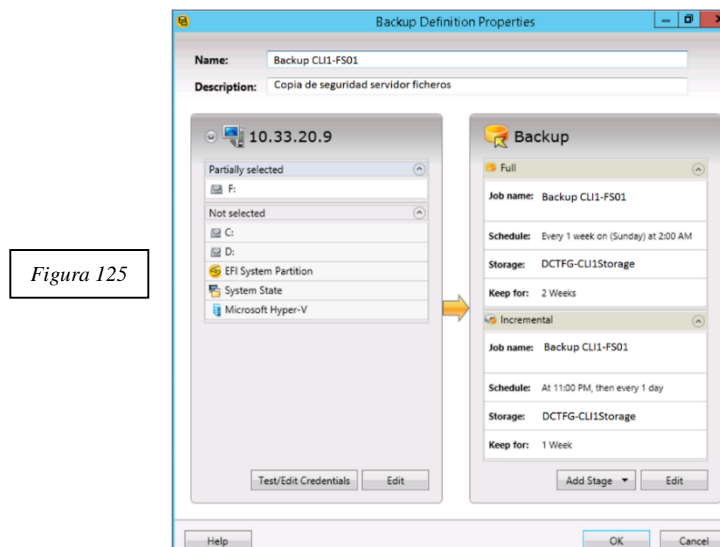 Figura 125
Backup Definition Properties
Name: Backup CLI1-FS01
Description: Copia de seguridad servidor ficheros
10.33.20.9
Partially selected
F:
Not selected
C:
D:
EFI System Partition
System State
Microsoft Hyper-V
Test/Edit Credentials
Edit
Backup
Full
Job name: Backup CLI1-FS01
Schedule: Every 1 week on (Sunday) at 2:00 AM
Storage: DCTFG-CLI1Storage
Keep for: 2 Weeks
Incremental
Job name: Backup CLI1-FS01
Schedule: At 11:00 PM, then every 1 day
Storage: DCTFG-CLI1Storage
Keep for: 1 Week
Add Stage
Edit
Help
OK
Cancel